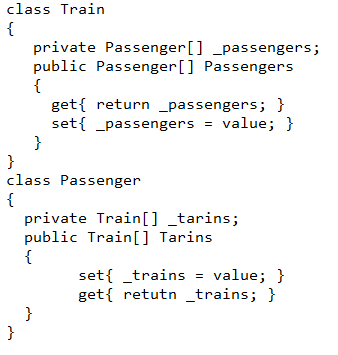 class Train
{
private Passenger[] _passengers;
public Passenger[] Passengers
{
get{ return _passengers; }
set{ _passengers = value; }
}
}
class Passenger
{
private Train[] _tarins;
public Train[] Tarins
{
set{ _trains = value; }
get{ retutn _trains; }
}
}